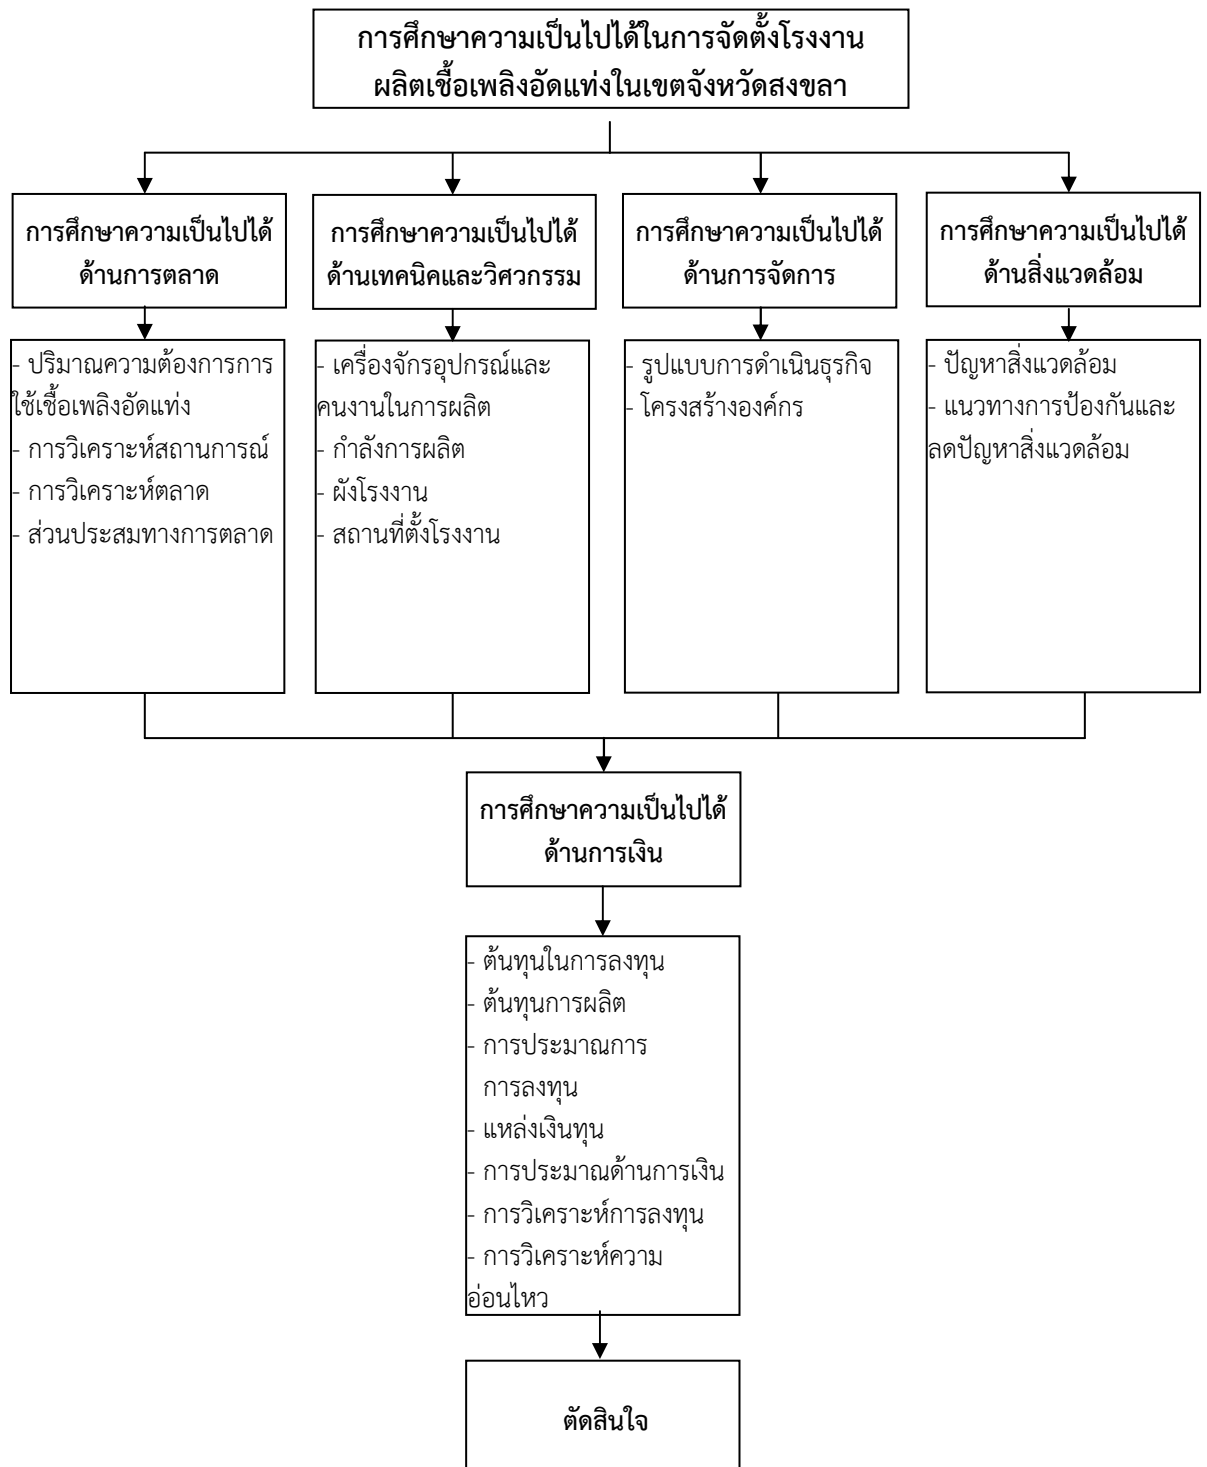 การศึกษาความเป็นไปได้ในการจัดตั้งโรงงาน
ผลิตเชื้อเพลิงอัดแท่งในเขตจังหวัดสงขลา
การศึกษาความเป็นไปได้
ด้านการตลาด
การศึกษาความเป็นไปได้
ด้านเทคนิคและวิศวกรรม
การศึกษาความเป็นไปได้
ด้านการจัดการ
การศึกษาความเป็นไปได้
ด้านสิ่งแวดล้อม
- ปริมาณความต้องการการ
ใช้เชื้อเพลิงอัดแท่ง
- การวิเคราะห์สถานการณ์
- การวิเคราะห์ตลาด
- ส่วนประสมทางการตลาด
- เครื่องจักรอุปกรณ์และ
คนงานในการผลิต
- กำลังการผลิต
- ผังโรงงาน
- สถานที่ตั้งโรงงาน
- รูปแบบการดำเนินธุรกิจ
- โครงสร้างองค์กร
- ปัญหาสิ่งแวดล้อม
- แนวทางการป้องกันและ
ลดปัญหาสิ่งแวดล้อม
การศึกษาความเป็นไปได้
ด้านการเงิน
- ต้นทุนในการลงทุน
- ต้นทุนการผลิต
- การประมาณการ
การลงทุน
- แหล่งเงินทุน
- การประมาณด้านการเงิน
- การวิเคราะห์การลงทุน
- การวิเคราะห์ความ
อ่อนไหว
ตัดสินใจ